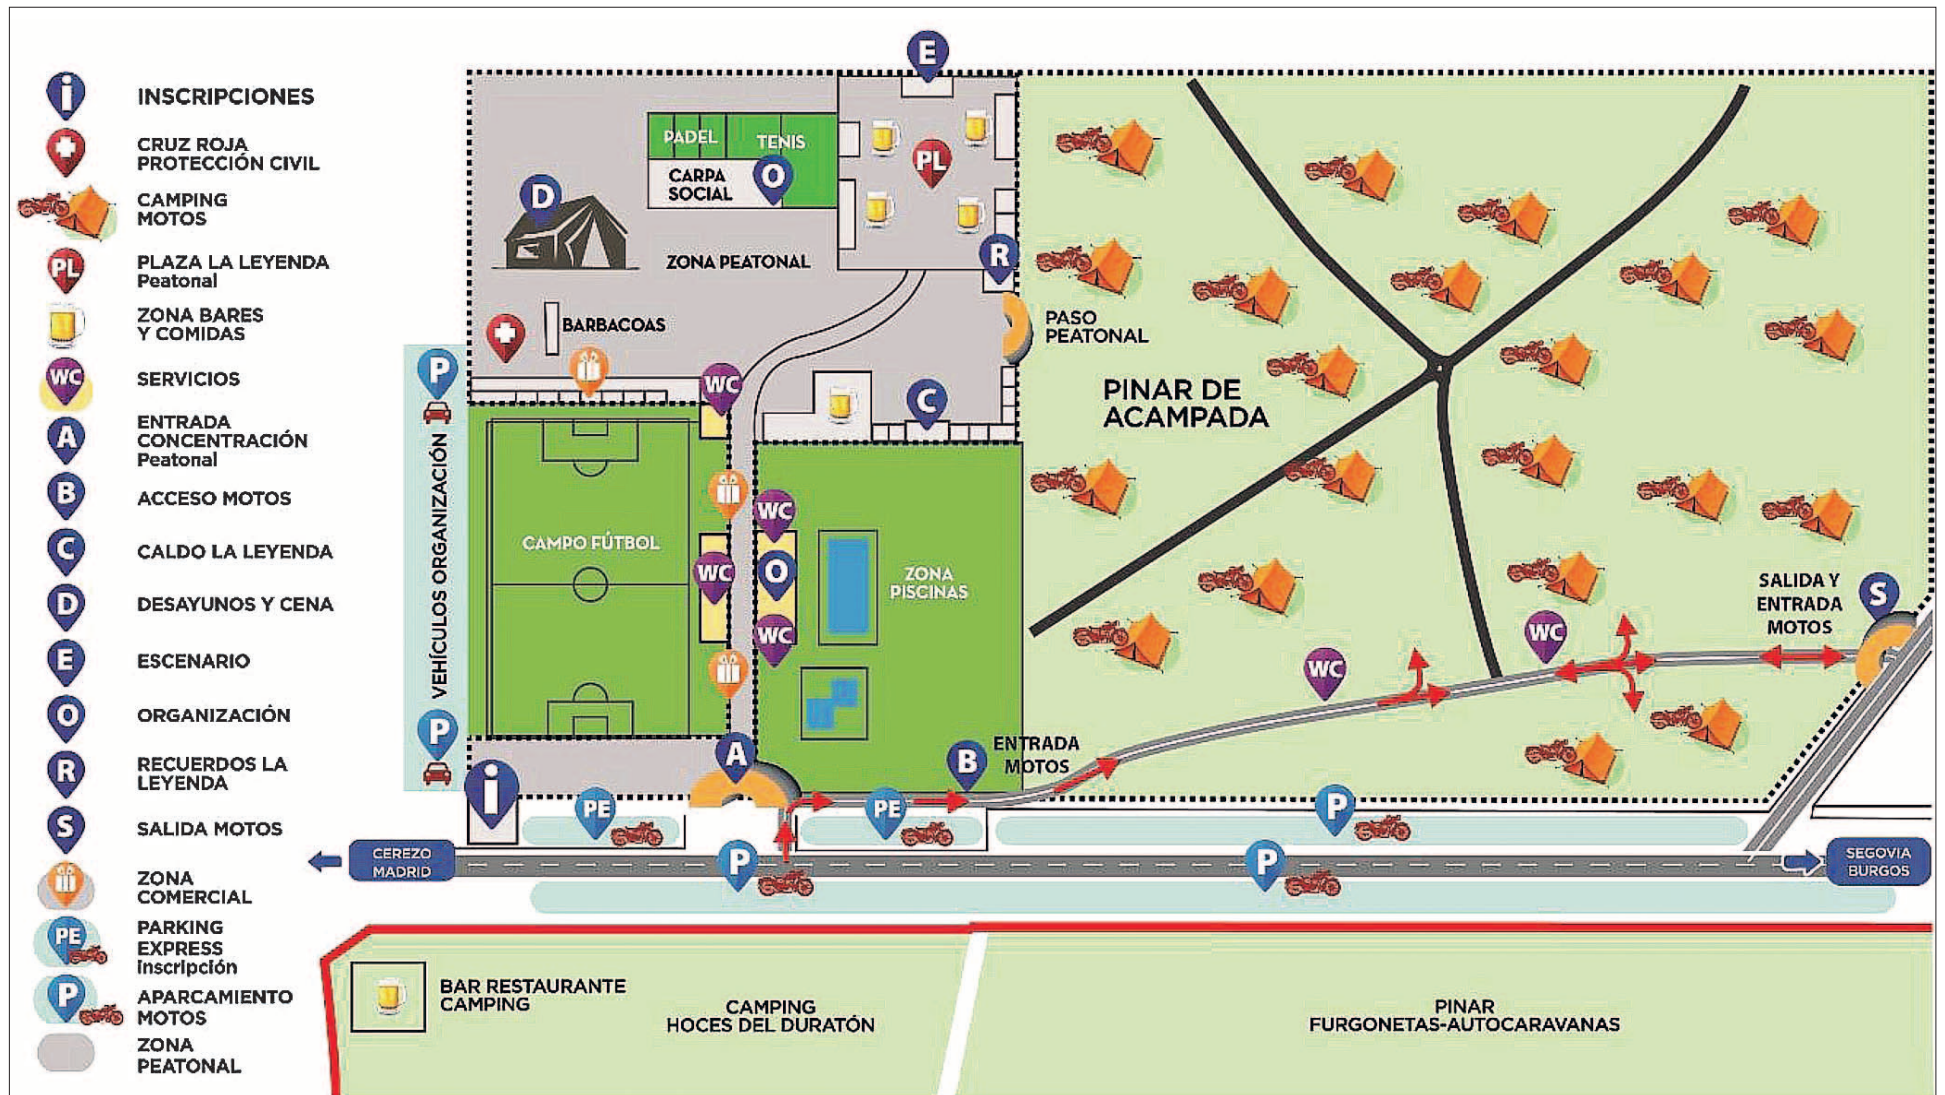 INSCRIPCIONES
CRUZ ROJA
PROTECCIÓN CIVIL
CAMPING
MOTOS
PL
PLAZA LA LEYENDA
Peatonal
ZONA BARES
Y COMIDAS
WC
SERVICIOS
A
ENTRADA
CONCENTRACIÓN
Peatonal
B
ACCESO MOTOS
C
CALDO LA LEYENDA
D
DESAYUNOS Y CENA
E
ESCENARIO
O
ORGANIZACIÓN
R
RECUERDOS LA
LEYENDA
S
SALIDA MOTOS
ZONA
COMERCIAL
PE
PARKING
EXPRESS
inscripción
P
APARCAMIENTO
MOTOS
ZONA
PEATONAL
i
E
PADEL
TENIS
CARPA
SOCIAL
O
PL
D
ZONA PEATONAL
R
BARBACOAS
PASO
PEATONAL
P
WC
C
PINAR DE
ACAMPADA
VEHÍCULOS ORGANIZACIÓN
CAMPO FÚTBOL
WC
WC
O
WC
ZONA
PISCINAS
SALIDA Y
ENTRADA
MOTOS
S
WC
WC
P
A
B
ENTRADA
MOTOS
i
PE
PE
P
CEREZO
MADRID
P
P
SEGOVIA
BURGOS
BAR RESTAURANTE
CAMPING
CAMPING
HOCES DEL DURATÓN
PINAR
FURGONETAS-AUTOCARAVANAS